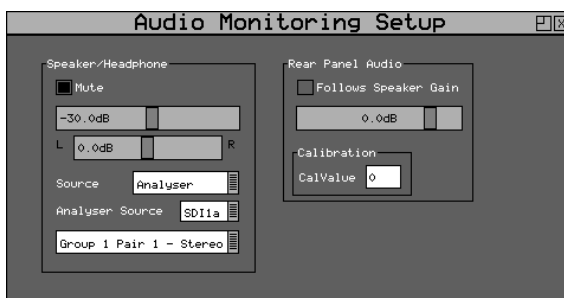 Audio Monitoring Setup
Speaker/Headphone
Mute
-30.0dB
L 0.0dB R
Source Analyser
Analyser Source SDI1a
Group 1 Pair 1 - Stereo
Rear Panel Audio
Follows Speaker Gain
0.0dB
Calibration
CalValue 0